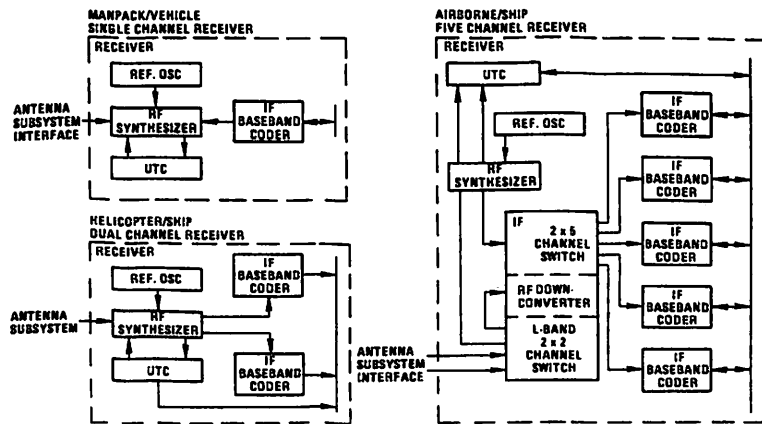 MANPACK/VEHICLE
SINGLE CHANNEL RECEIVER
RECEIVER
REF. OSC
ANTENNA
SUBSYSTEM
INTERFACE
RF
SYNTHESIZER
IF
BASEBAND
CODER
UTC
HELICOPTER/SHIP
DUAL CHANNEL RECEIVER
RECEIVER
REF. OSC
IF
BASEBAND
CODER
ANTENNA
SUBSYSTEM
RF
SYNTHESIZER
UTC
IF
BASEBAND
CODER
AIRBORNE/SHIP
FIVE CHANNEL RECEIVER
RECEIVER
UTC
REF. OSC
IF
BASEBAND
CODER
RF
SYNTHESIZER
IF
BASEBAND
CODER
IF
2 x 5
CHANNEL
SWITCH
IF
BASEBAND
CODER
RF DOWN-
CONVERTER
IF
BASEBAND
CODER
L-BAND
2 x 2
CHANNEL
SWITCH
ANTENNA
SUBSYSTEM
INTERFACE
IF
BASEBAND
CODER